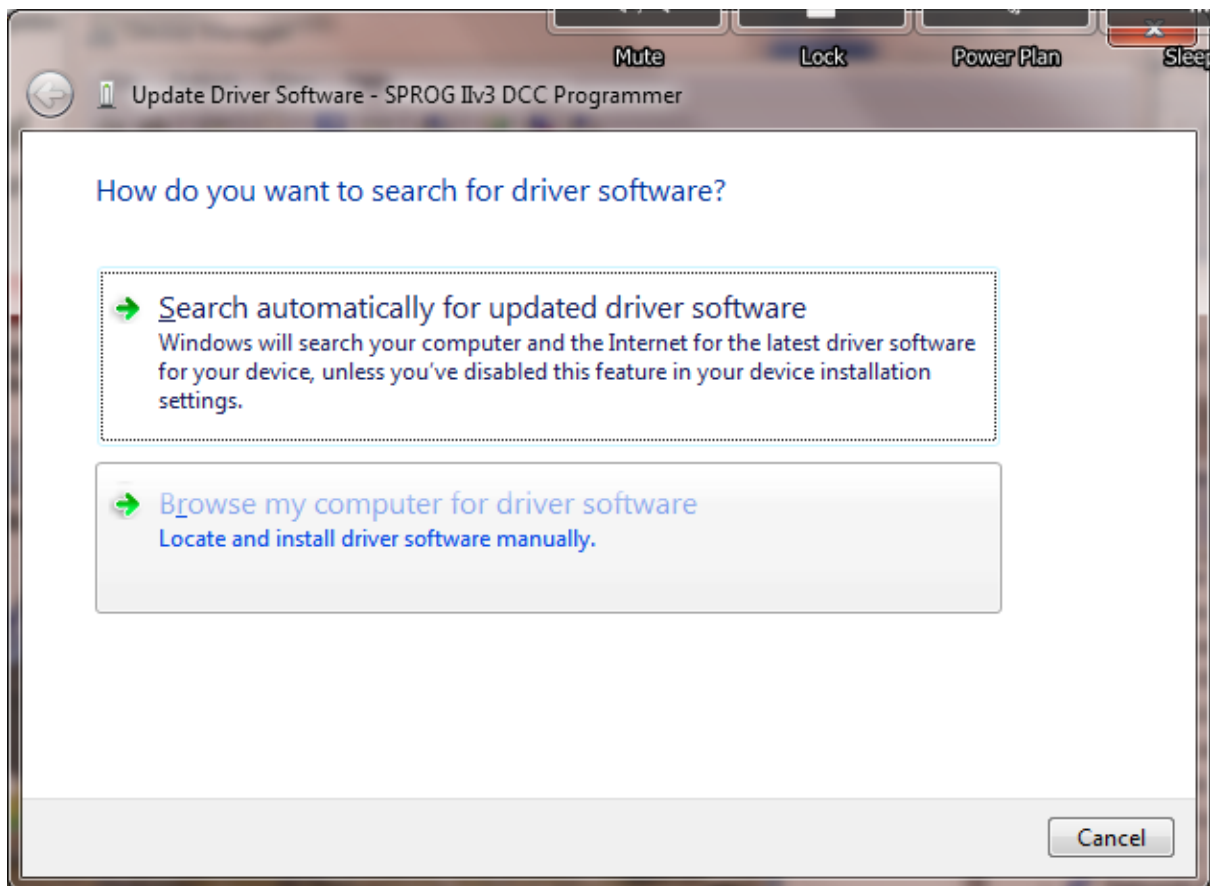 Mute
Lock
Power Plan
Update Driver Software - SPROG IIv3 DCC Programmer
How do you want to search for driver software?
Search automatically for updated driver software
Windows will search your computer and the Internet for the latest driver software
for your device, unless you've disabled this feature in your device installation
settings.
Browse my computer for driver software
Locate and install driver software manually.
Cancel